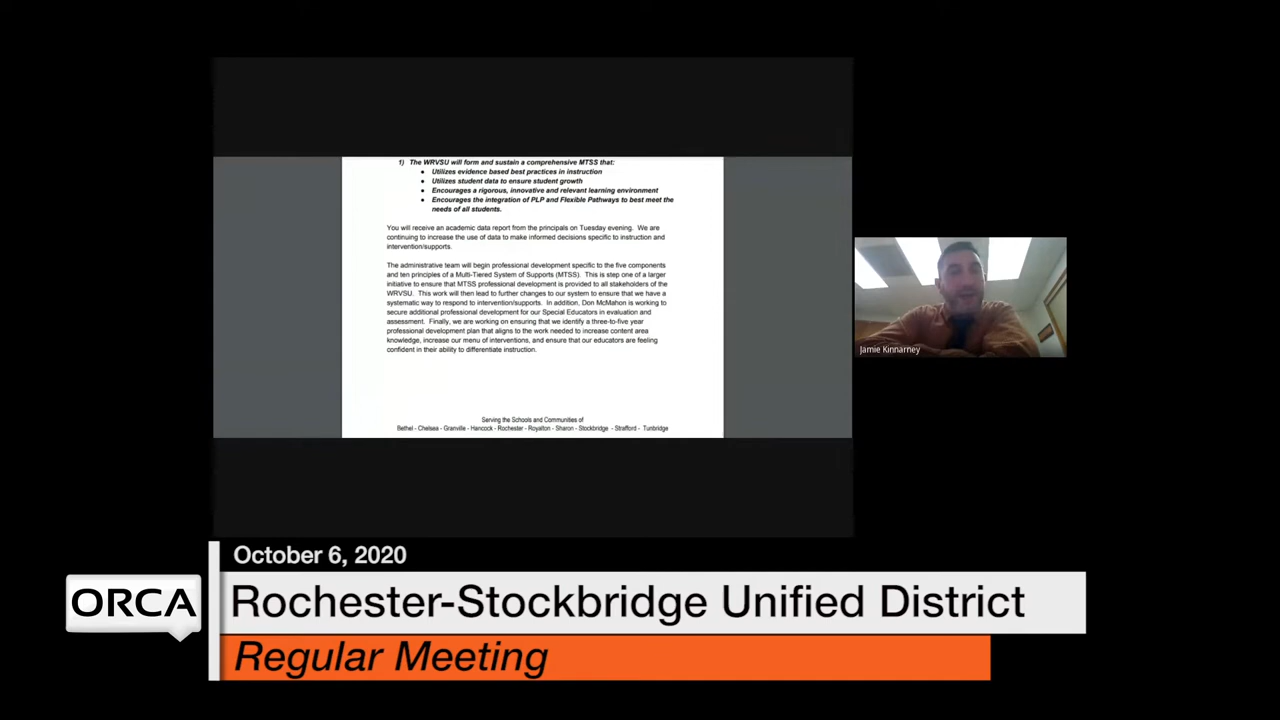 1) The WRVSU will form and sustain a comprehensive MTSS that:
• Utilizes evidence based best practices in instruction
• Utilizes student data to ensure student growth
• Encourages a rigorous, innovative and relevant learning environment
• Encourages the integration of PLP and Flexible Pathways to best meet the
needs of all students.
You will receive an academic data report from the principals on Tuesday evening. We are
continuing to increase the use of data to make informed decisions specific to instruction and
intervention/supports.
The administrative team will begin professional development specific to the five components
and ten principles of a Multi-Tiered System of Supports (MTSS). This is step one of a larger
initiative to ensure that MTSS professional development is provided to all stakeholders of the
WRVSU. This work will then lead to further changes to our system to ensure that we have a
systematic way to respond to intervention/supports. In addition, Don McMahon is working to
secure additional professional development for our Special Educators in evaluation and
assessment. Finally, we are working on ensuring that we identify a three-to-five year
professional development plan that aligns to the work needed to increase content area
knowledge, increase our menu of interventions, and ensure that our educators are feeling
confident in their ability to differentiate instruction.
Serving the Schools and Communities of
Bethel - Chelsea - Granville - Hancock - Rochester - Royalton - Sharon - Stockbridge - Strafford - Tunbridge
Jamie Kinnarney
October 6, 2020
ORCA
Rochester-Stockbridge Unified District
Regular Meeting